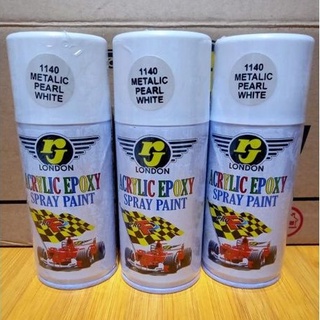 1140
METALIC
PEARL
WHITE
rj
LONDON
ACRYLIC EPOXY
SPRAY PAINT
1140
METALIC
PEARL
WHITE
rj
LONDON
ACRYLIC EPOXY
SPRAY PAINT
1140
METALIC
PEARL
WHITE
rj
LONDON
ACRYLIC EPOXY
SPRAY PAINT